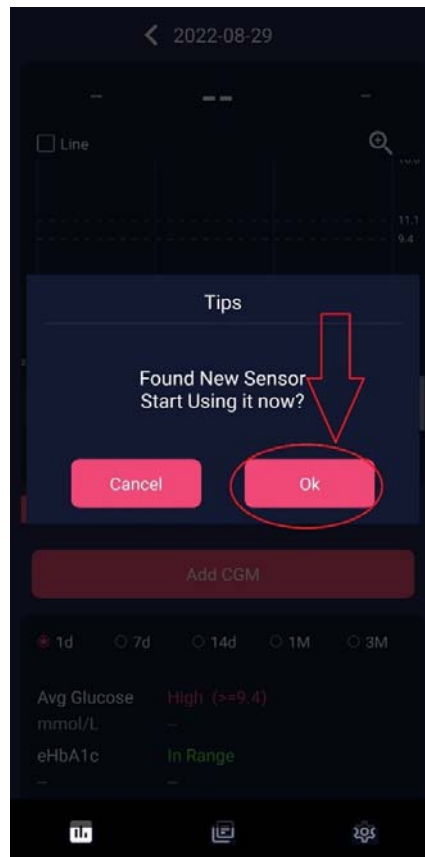 2022-08-29
– -- –
Line
11.1
9.4
Tips
Found New Sensor
Start Using it now?
Cancel
Ok
Add CGM
1d 7d 14d 1M 3M
Avg Glucose High (>=9.4)
mmol/L –
eHbA1c In Range
– –